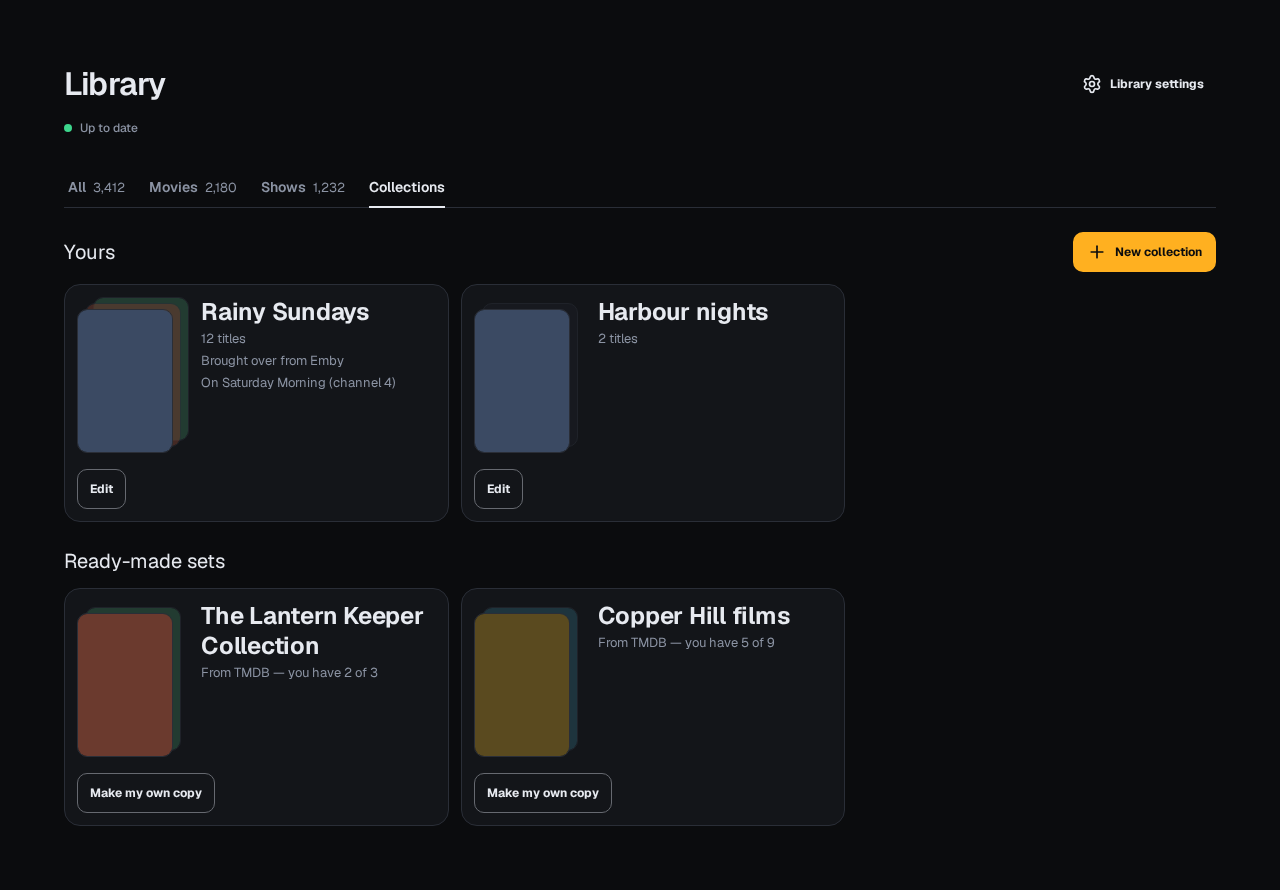 Library
Library settings
Up to date
All 3,412 Movies 2,180 Shows 1,232 Collections
Yours
New collection
Rainy Sundays
12 titles
Brought over from Emby
On Saturday Morning (channel 4)
Edit
Harbour nights
2 titles
Edit
Ready-made sets
The Lantern Keeper
Collection
From TMDB — you have 2 of 3
Make my own copy
Copper Hill films
From TMDB — you have 5 of 9
Make my own copy